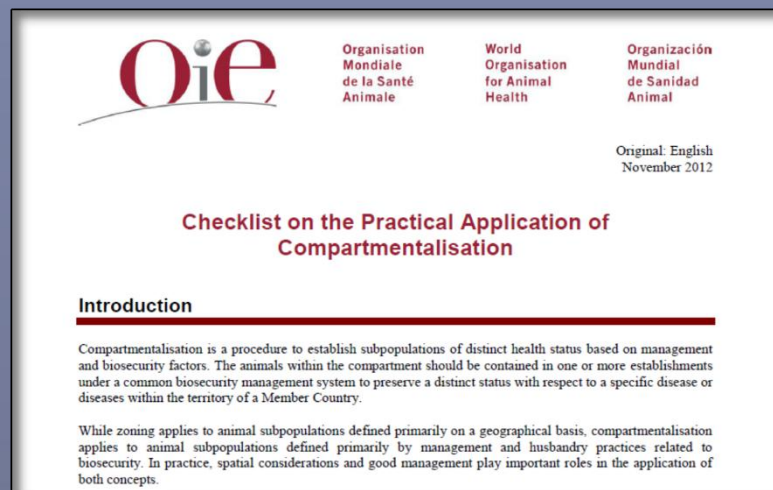 OiE
Organisation
Mondiale
de la Santé
Animale
World
Organisation
for Animal
Health
Organización
Mundial
de Sanidad
Animal
Original: English
November 2012
Checklist on the Practical Application of
Compartmentalisation
Introduction
Compartmentalisation is a procedure to establish subpopulations of distinct health status based on management
and biosecurity factors. The animals within the compartment should be contained in one or more establishments
under a common biosecurity management system to preserve a distinct status with respect to a specific disease or
diseases within the territory of a Member Country.
While zoning applies to animal subpopulations defined primarily on a geographical basis, compartmentalisation
applies to animal subpopulations defined primarily by management and husbandry practices related to
biosecurity. In practice, spatial considerations and good management play important roles in the application of
both concepts.